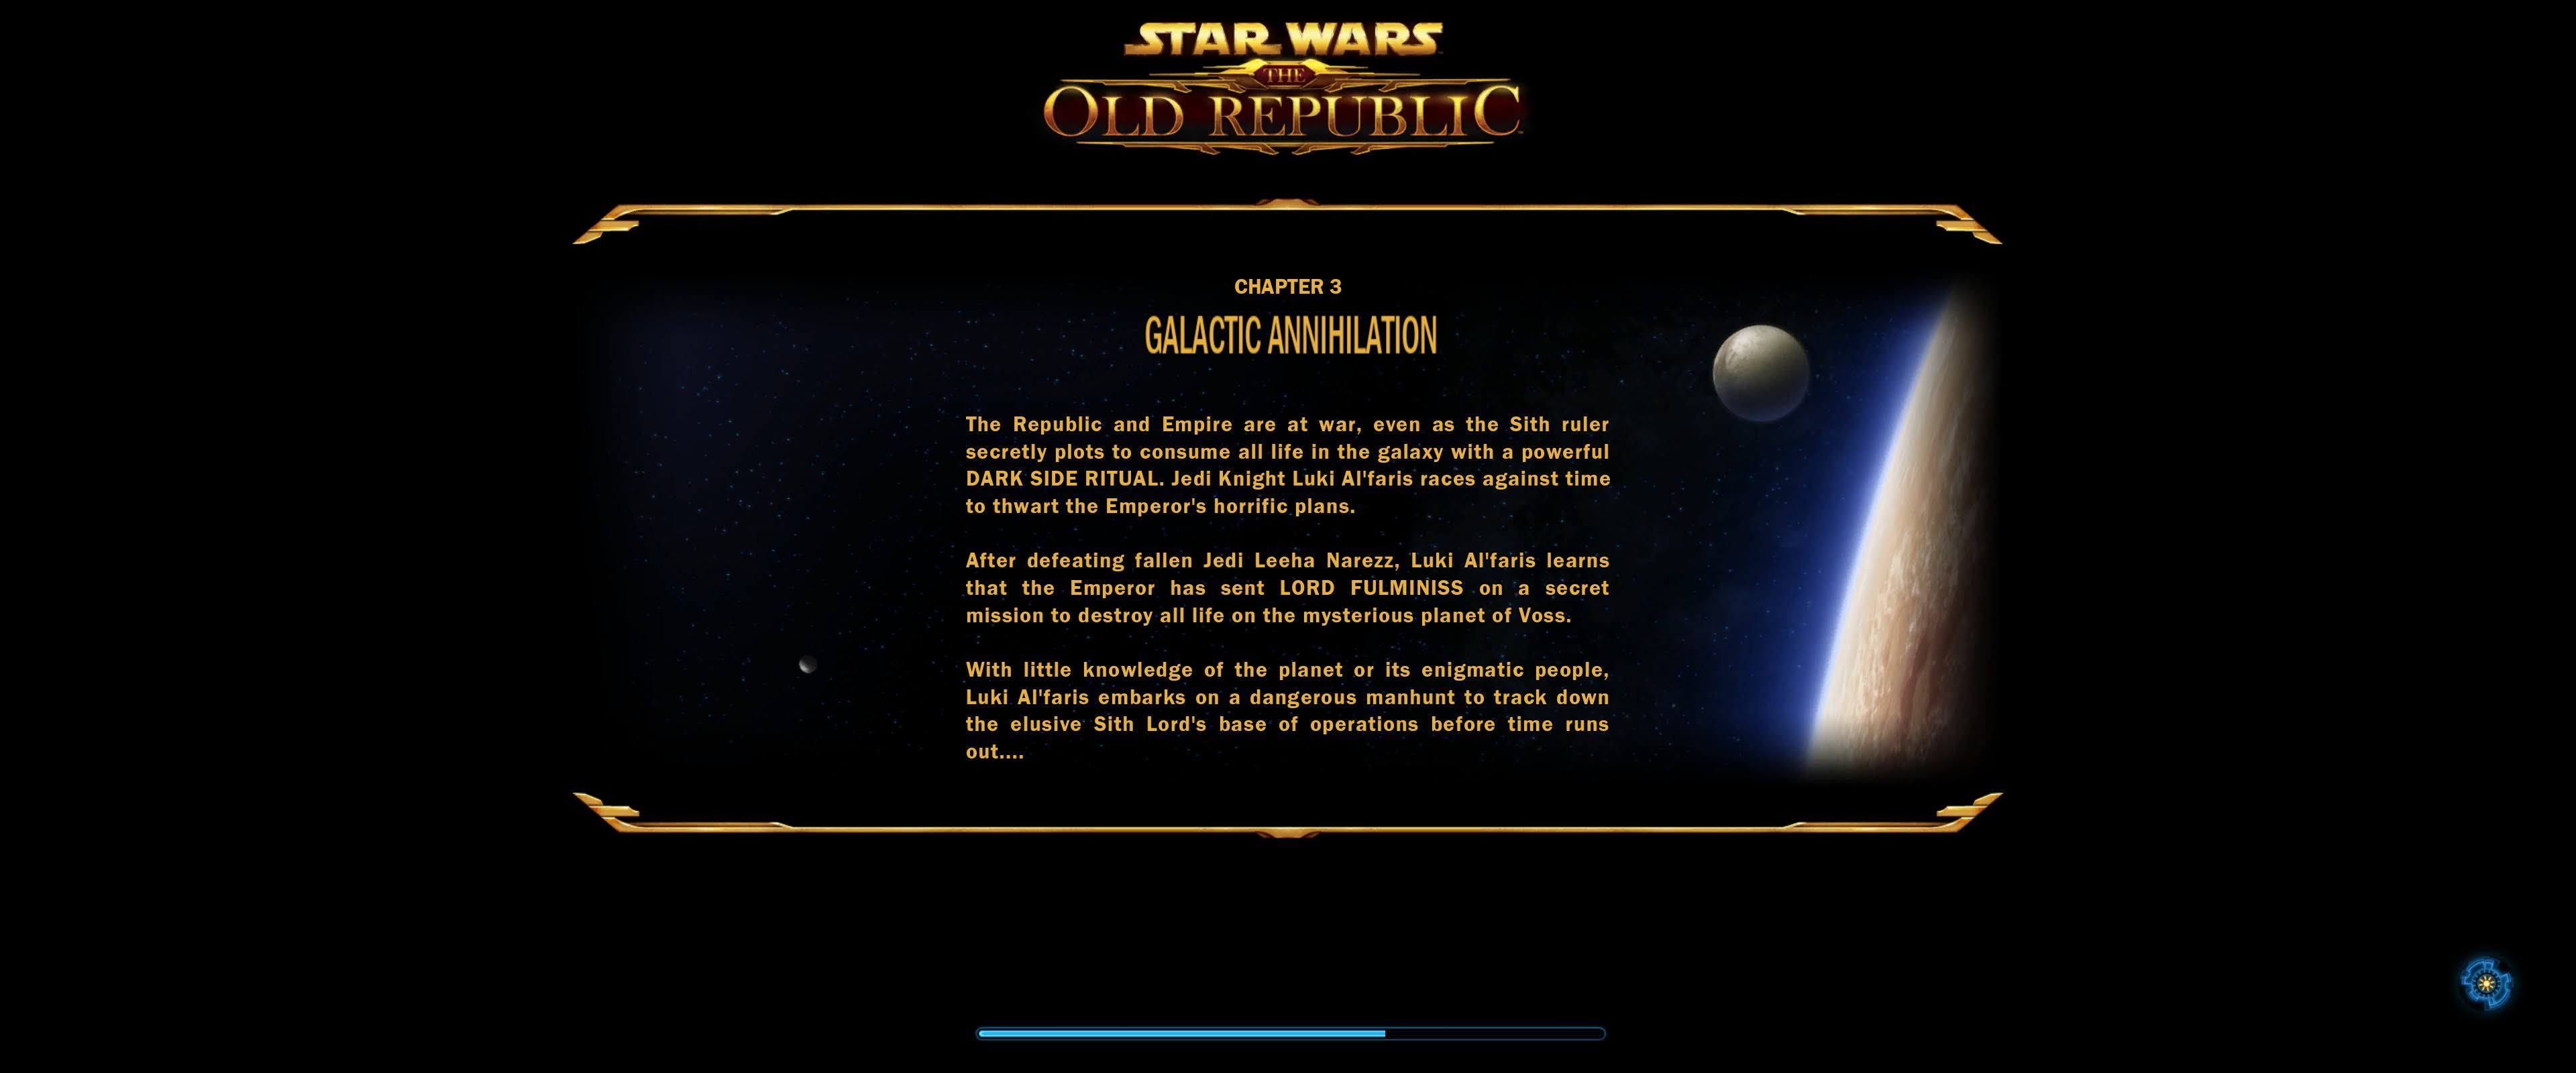 STAR WARS
THE
OLD REPUBLIC™
CHAPTER 3
GALACTIC ANNIHILATION
The Republic and Empire are at war, even as the Sith ruler
secretly plots to consume all life in the galaxy with a powerful
DARK SIDE RITUAL. Jedi Knight Luki Al'faris races against time
to thwart the Emperor's horrific plans.
After defeating fallen Jedi Leeha Narezz, Luki Al'faris learns
that the Emperor has sent LORD FULMINISS on a secret
mission to destroy all life on the mysterious planet of Voss.
With little knowledge of the planet or its enigmatic people,
Luki Al'faris embarks on a dangerous manhunt to track down
the elusive Sith Lord's base of operations before time runs
out....